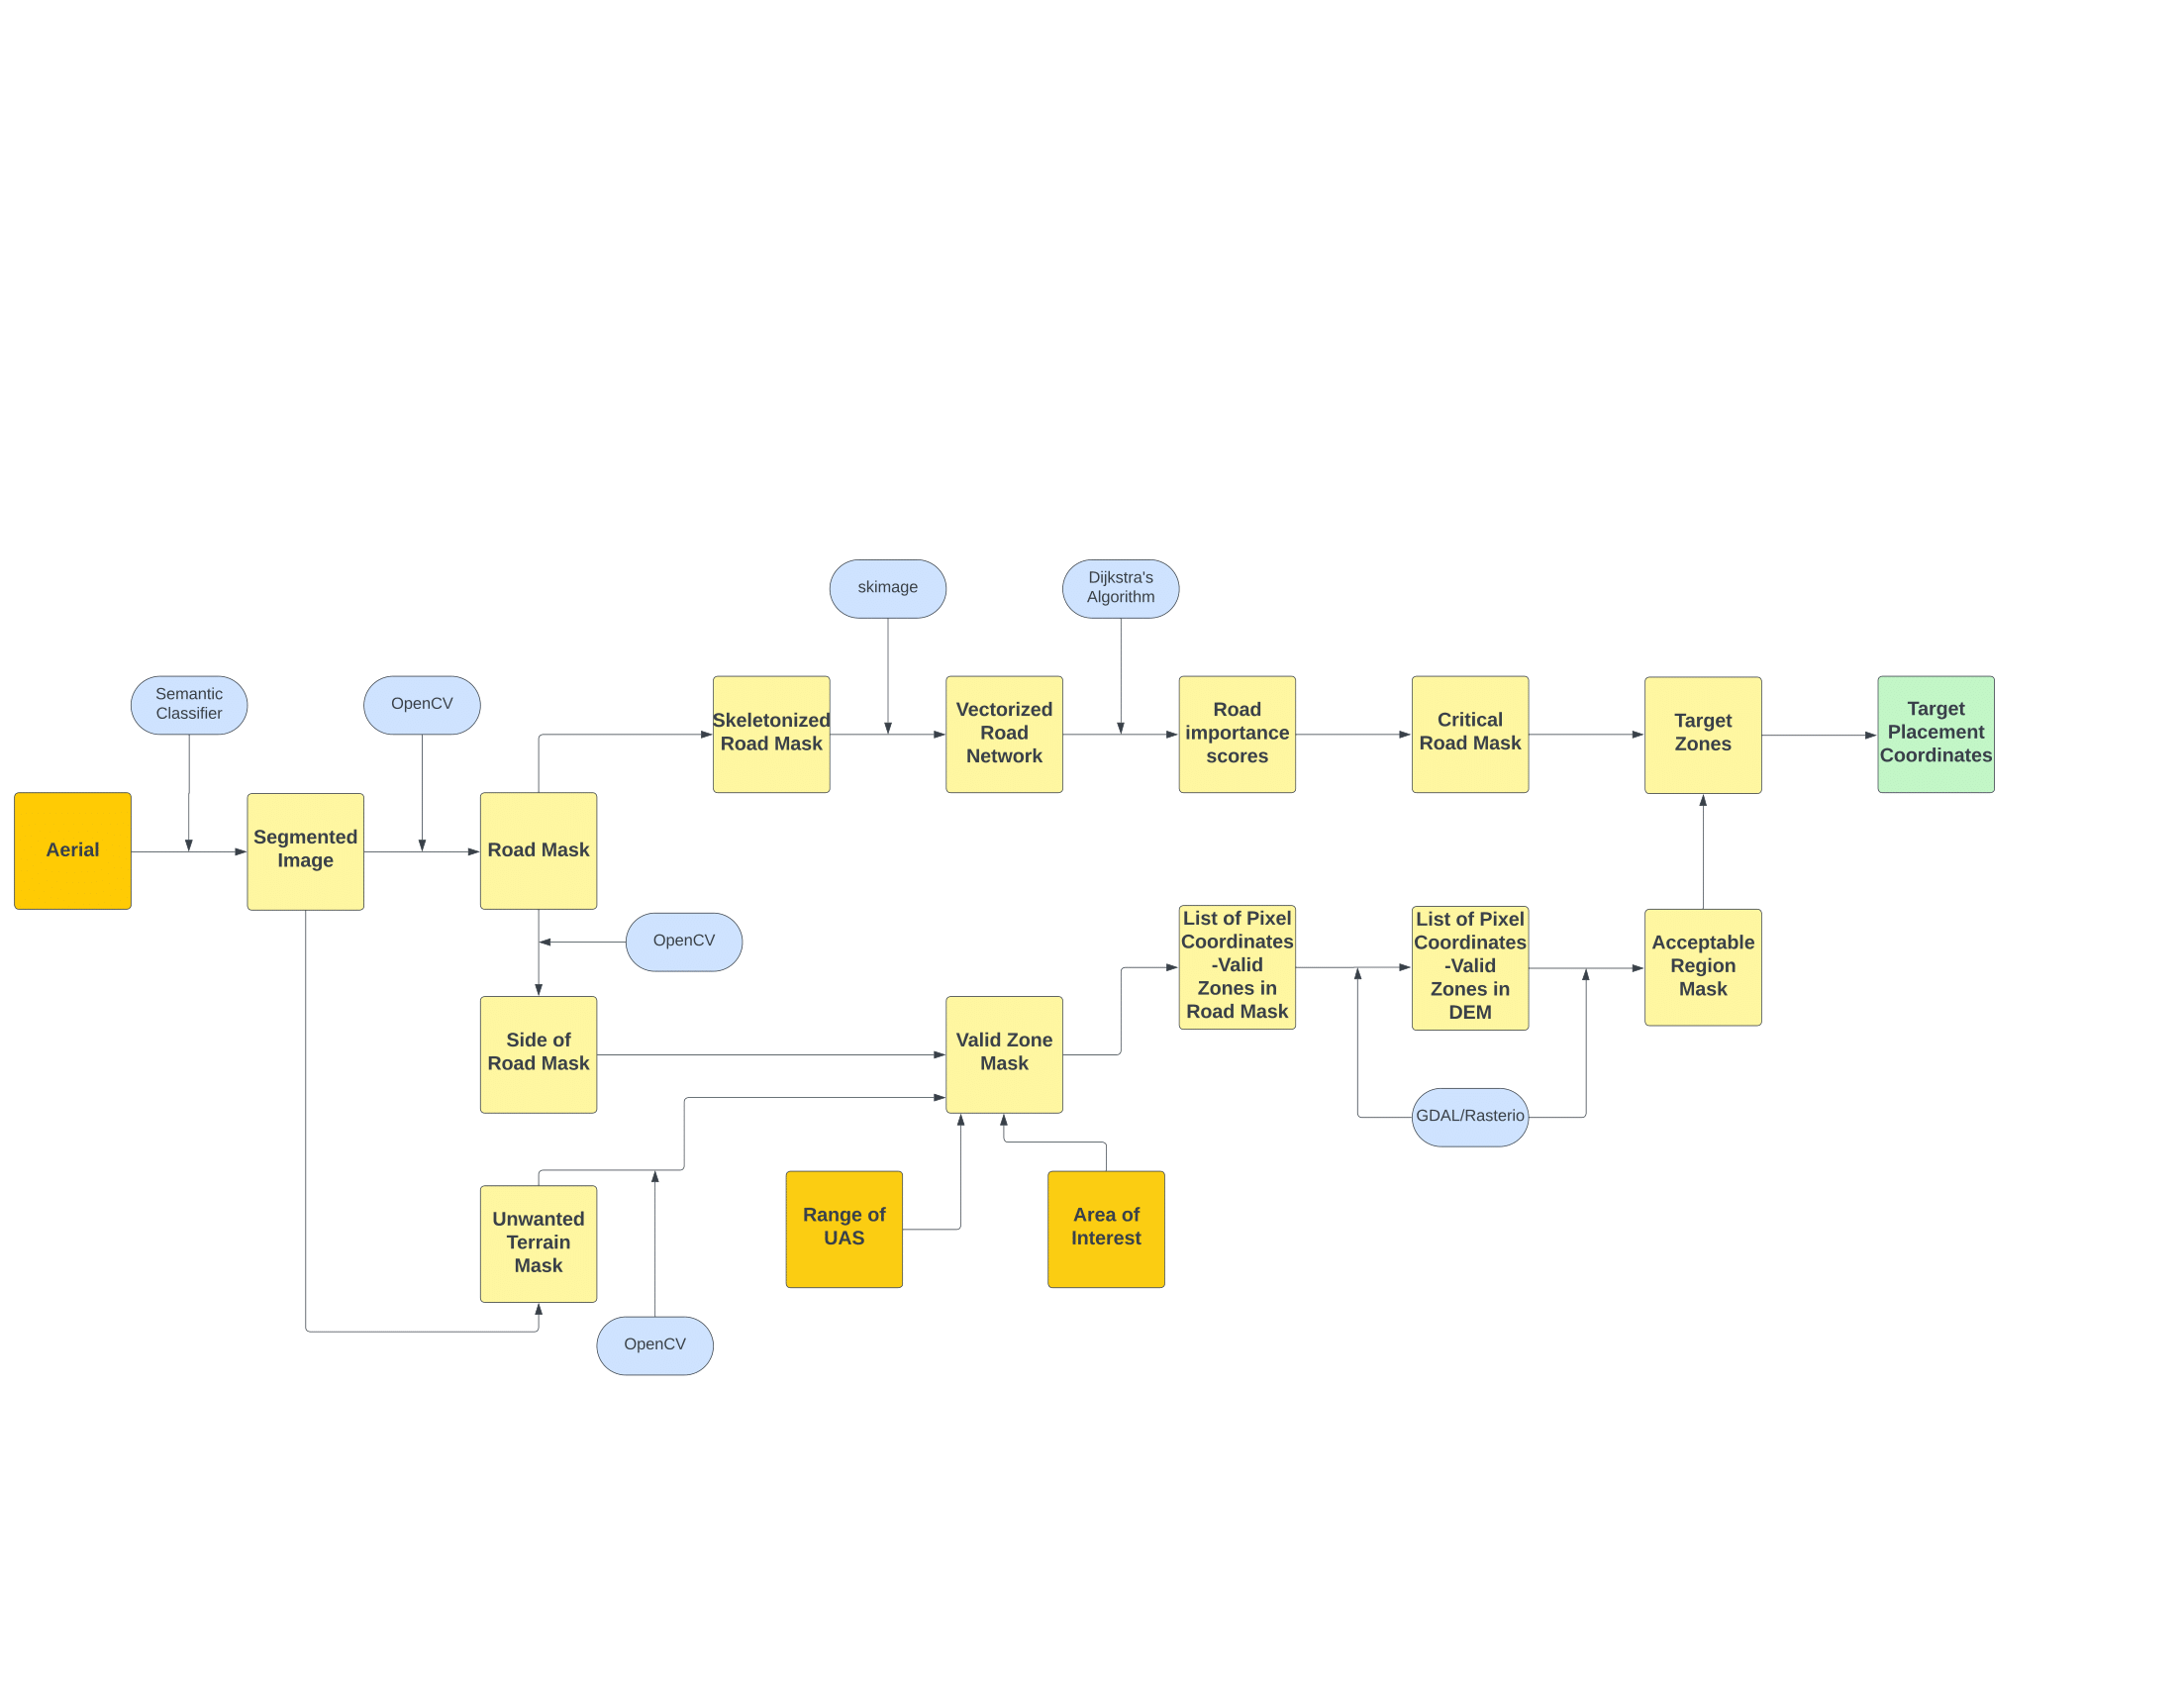 skimage
Dijkstra's
Algorithm
Semantic
Classifier
OpenCV
Skeletonized
Road Mask
Vectorized
Road
Network
Road
importance
scores
Critical
Road Mask
Target
Zones
Target
Placement
Coordinates
Aerial
Segmented
Image
Road Mask
OpenCV
List of Pixel
Coordinates
-Valid
Zones in
Road Mask
List of Pixel
Coordinates
-Valid
Zones in
DEM
Acceptable
Region
Mask
Side of
Road Mask
Valid Zone
Mask
GDAL/Rasterio
Unwanted
Terrain
Mask
Range of
UAS
Area of
Interest
OpenCV